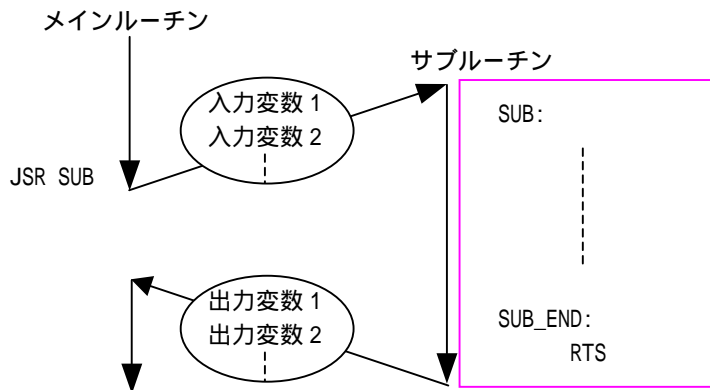 メインルーチン
サブルーチン
入力変数 1
入力変数 2
SUB:
JSR SUB
出力変数 1
出力変数 2
SUB_END:
RTS